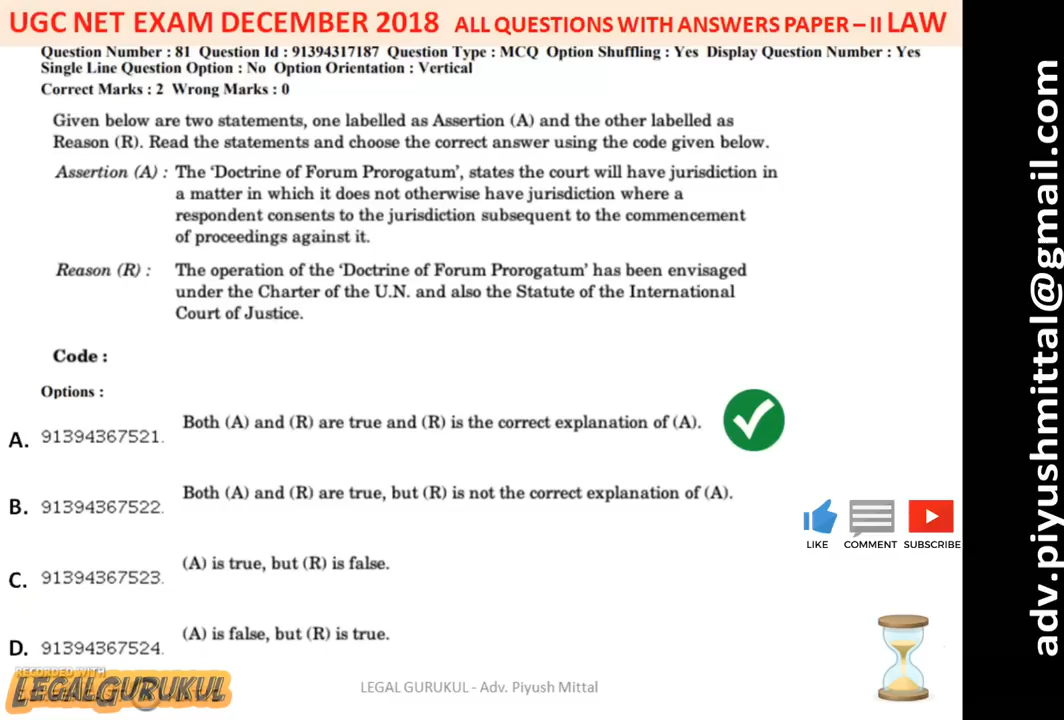 UGC NET EXAM DECEMBER 2018 ALL QUESTIONS WITH ANSWERS PAPER – II LAW
Question Number : 81 Question Id : 91394317187 Question Type : MCQ Option Shuffling : Yes Display Question Number : Yes
Single Line Question Option : No Option Orientation : Vertical
Correct Marks : 2 Wrong Marks : 0
Given below are two statements, one labelled as Assertion (A) and the other labelled as
Reason (R). Read the statements and choose the correct answer using the code given below.
Assertion (A) : The 'Doctrine of Forum Prorogatum', states the court will have jurisdiction in
a matter in which it does not otherwise have jurisdiction where a
respondent consents to the jurisdiction subsequent to the commencement
of proceedings against it.
Reason (R) : The operation of the 'Doctrine of Forum Prorogatum' has been envisaged
under the Charter of the U.N. and also the Statute of the International
Court of Justice.
Code :
Options :
Both (A) and (R) are true and (R) is the correct explanation of (A).
A. 91394367521.
Both (A) and (R) are true, but (R) is not the correct explanation of (A).
B. 91394367522.
LIKE COMMENT SUBSCRIBE
(A) is true, but (R) is false.
C. 91394367523.
(A) is false, but (R) is true.
D. 91394367524.
RECORDED WITH
LEGALGURUKUL
LEGAL GURUKUL - Adv. Piyush Mittal
adv.piyushmittal@gmail.com